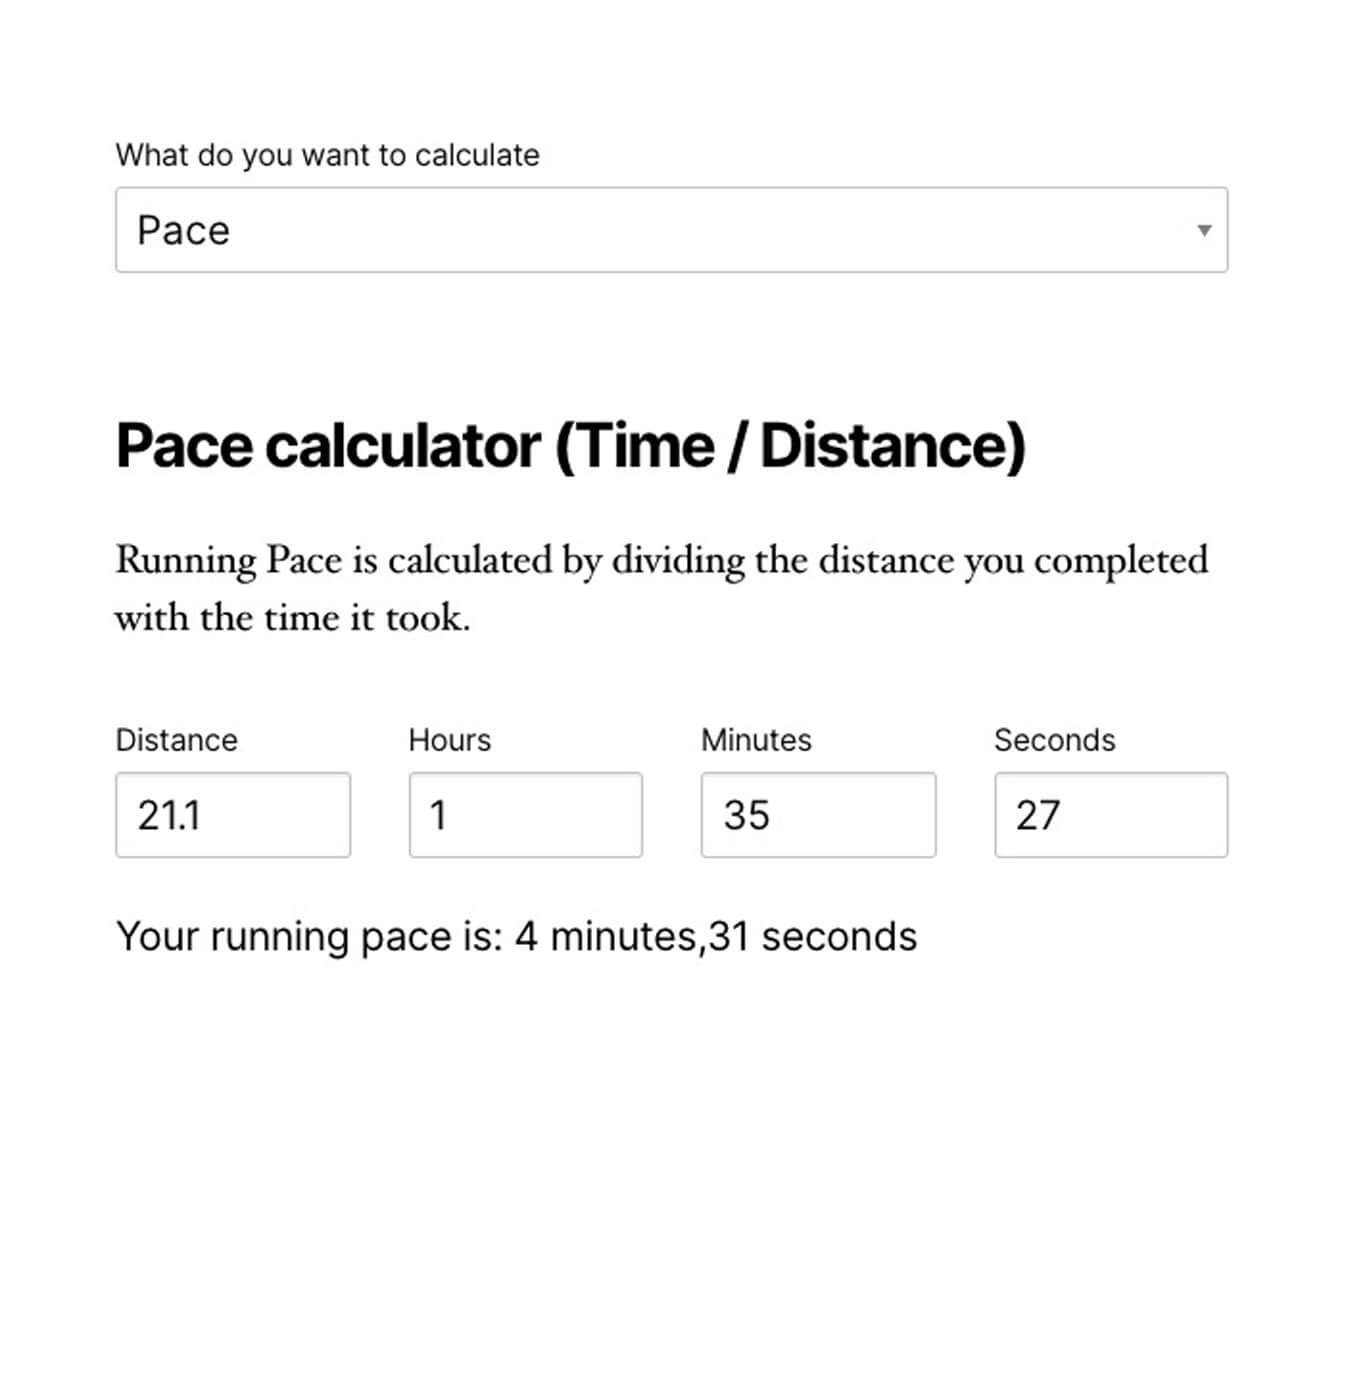 What do you want to calculate
Pace
Pace calculator (Time / Distance)
Running Pace is calculated by dividing the distance you completed
with the time it took.
Distance Hours Minutes Seconds
21.1 1 35 27
Your running pace is: 4 minutes,31 seconds